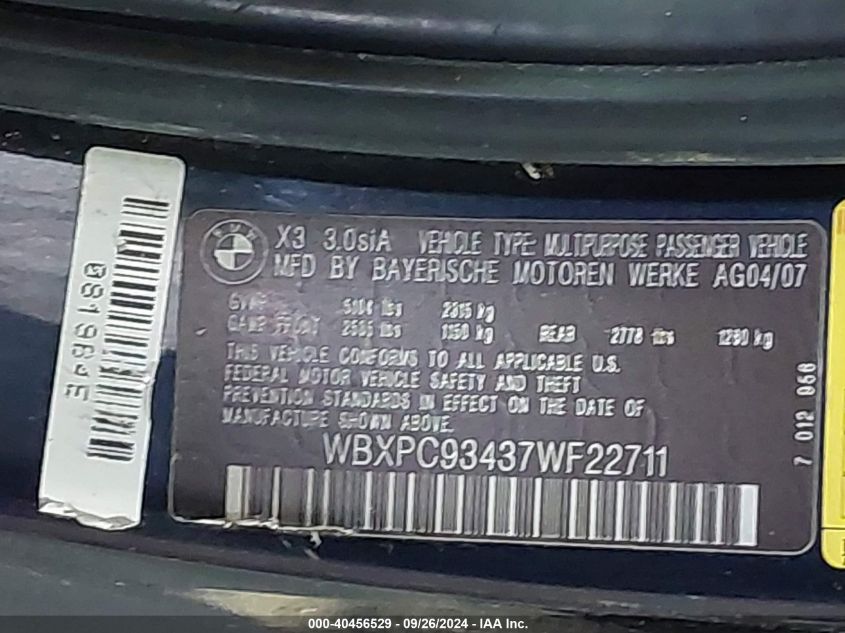 BMW
X3 3.0siA VEHICLE TYPE: MULTIPURPOSE PASSENGER VEHICLE
MFD BY BAYERISCHE MOTOREN WERKE AG04/07
GVWR 5104 lbs 2315 kg
GAWR FRONT 2535 lbs 1150 kg REAR 2778 lbs 1260 kg
THIS VEHICLE CONFORMS TO ALL APPLICABLE U.S.
FEDERAL MOTOR VEHICLE SAFETY AND THEFT
PREVENTION STANDARDS IN EFFECT ON THE DATE OF
MANUFACTURE SHOWN ABOVE.
WBXPC93437WF22711
7 012 966
000-40456529 - 09/26/2024 - IAA Inc.